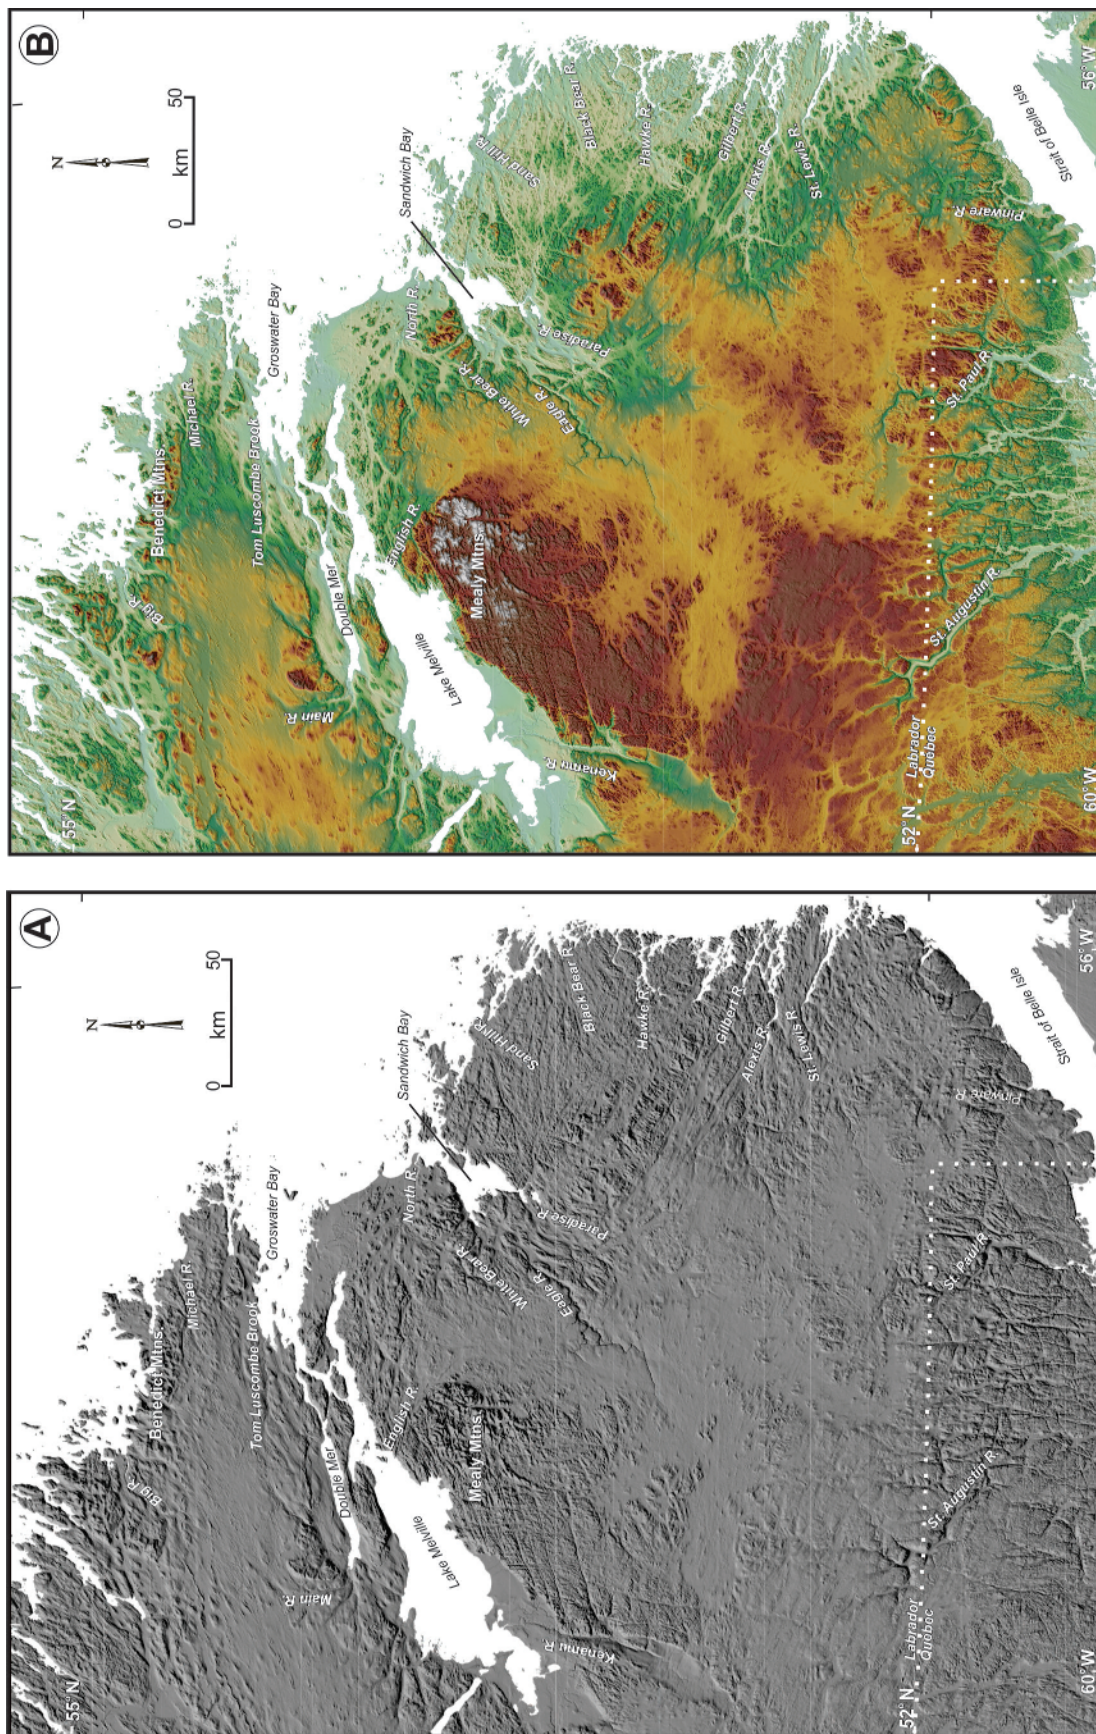 A
N
50
km
0
55°N
Big R.
Benedict Mtns.
Michael R.
Tom Luscombe Brook
Groswater Bay
Main R.
Double Mer
Lake Melville
English R.
Mealy Mtns.
North R.
Sandwich Bay
White Bear R.
Eagle R.
Paradise R.
Kenamu R.
Sand Hill R.
Black Bear R.
Hawke R.
Gilbert R.
Alexis R.
St. Lewis R.
St. Augustin R.
St. Paul R.
Pinware R.
Labrador
Quebec
52°N
60°W
56°W
Strait of Belle Isle
B
N
50
km
0
55°N
Big R.
Benedict Mtns
Michael R.
Tom Luscombe Brook
Groswater Bay
Main R.
Double Mer
Lake Melville
English R.
Mealy Mtns.
North R.
Sandwich Bay
White Bear R.
Eagle R.
Paradise R.
Kenamu R.
Sand Hill R.
Black Bear R.
Hawke R.
Gilbert R.
Alexis R.
St. Lewis R.
St. Augustin R.
St. Paul R.
Pinware R.
Labrador
Quebec
52°N
60°W
56°W
Strait of Belle Isle